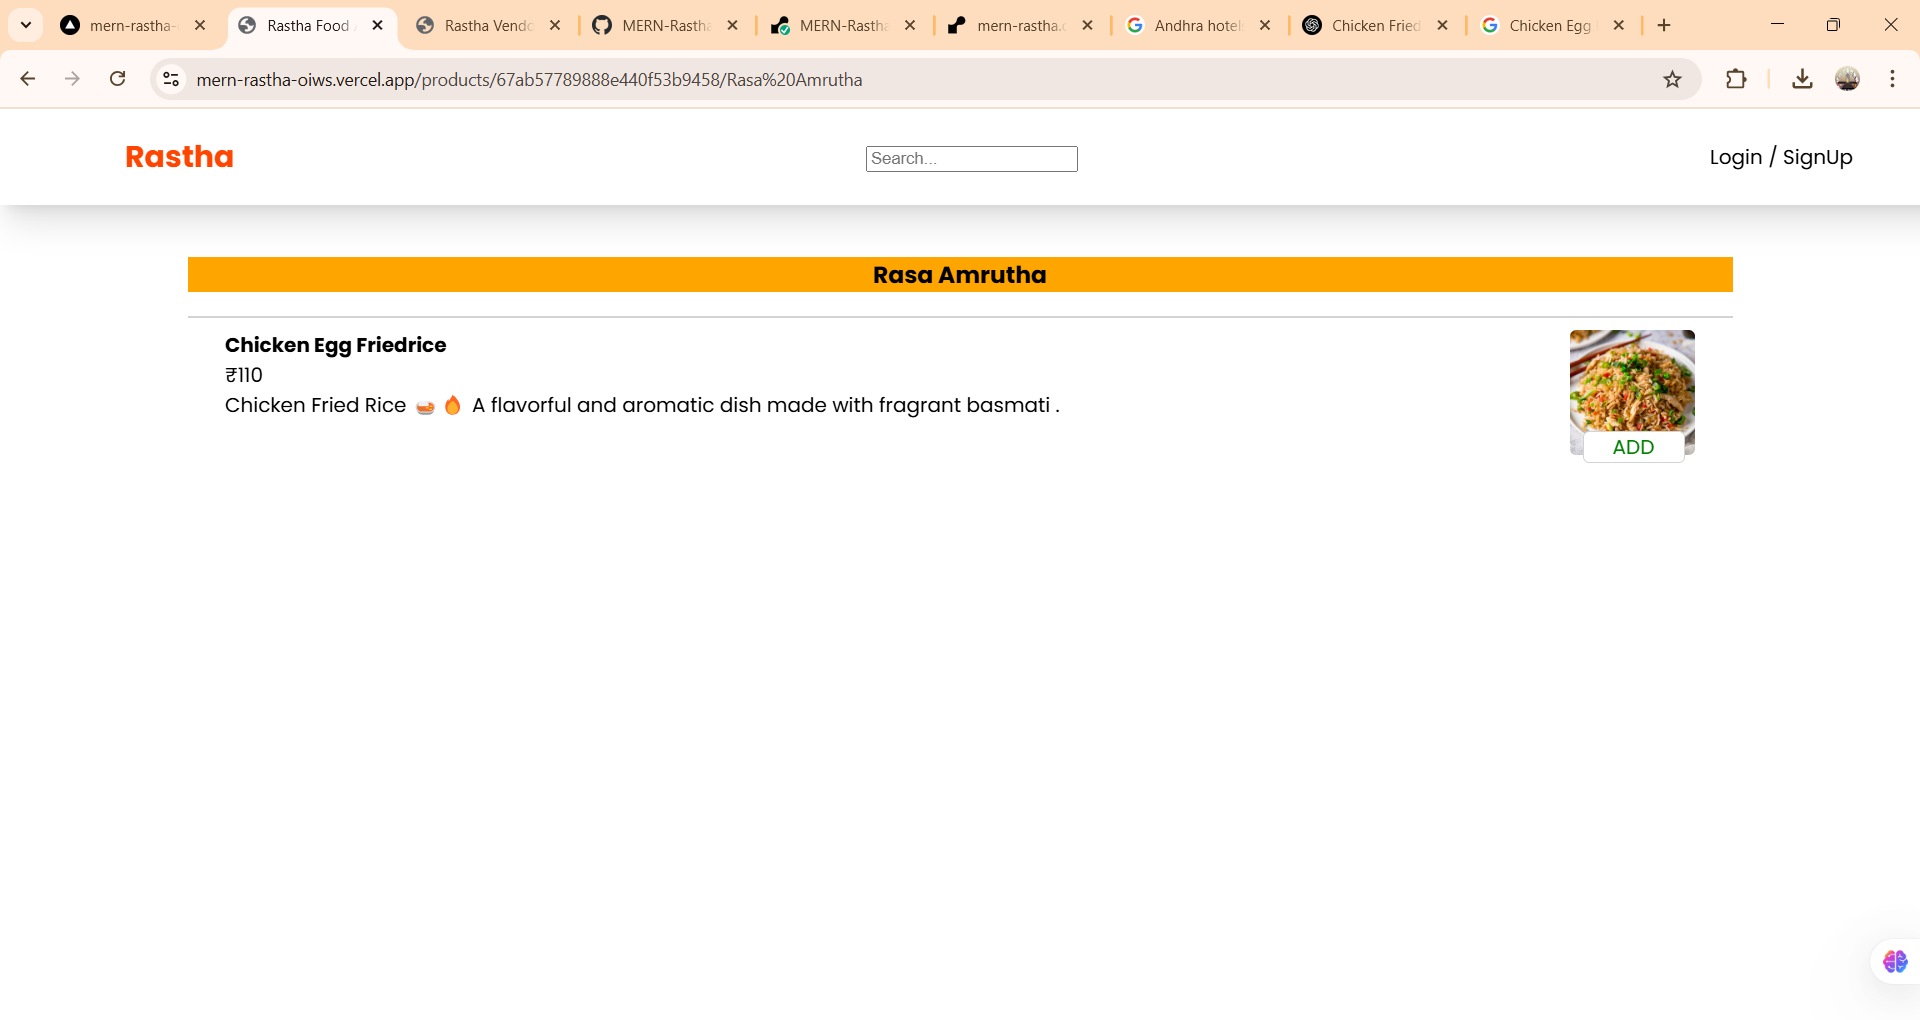 mern-rastha-
Rastha Food
Rastha Vendo
MERN-Rastha
MERN-Rastha
mern-rastha.c
Andhra hotel
Chicken Fried
Chicken Egg
mern-rastha-oiws.vercel.app/products/67ab57789888e440f53b9458/Rasa%20Amrutha
Rastha
Search...
Login / SignUp
Rasa Amrutha
Chicken Egg Friedrice
₹110
Chicken Fried Rice 🍛 🔥 A flavorful and aromatic dish made with fragrant basmati .
ADD